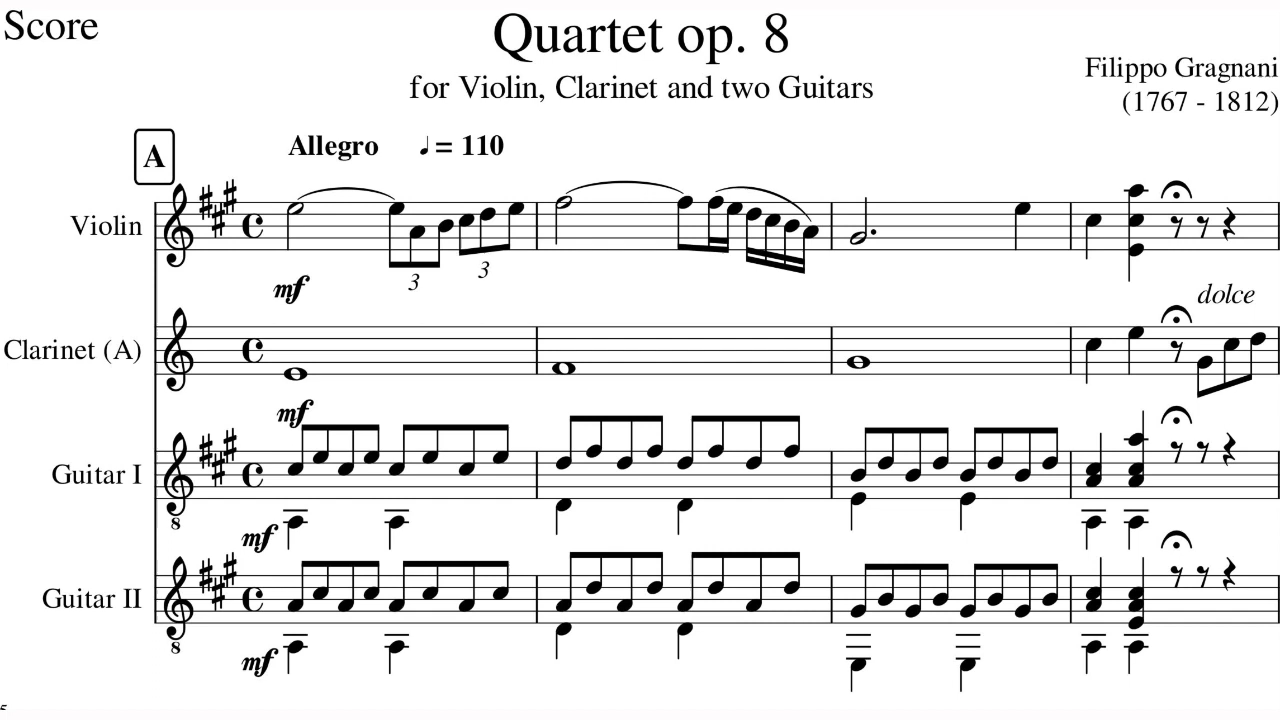 Score
Quartet op. 8
for Violin, Clarinet and two Guitars
Filippo Gragnani
(1767 - 1812)
A
Allegro ♩= 110
Violin
3
3
mf
dolce
Clarinet (A)
mf
Guitar I
8
mf
Guitar II
8
mf